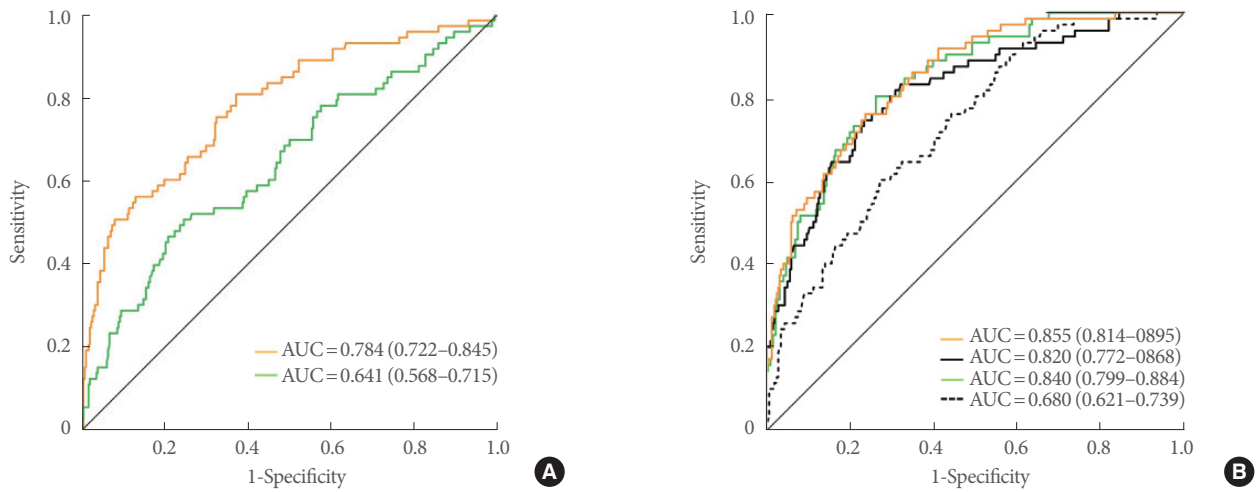 1.0
0.8
0.6
0.4
0.2
0
Sensitivity
AUC=0.784 (0.722–0.845)
AUC=0.641 (0.568–0.715)
0.2
0.4
0.6
0.8
1.0
1-Specificity
A
1.0
0.8
0.6
0.4
0.2
0
Sensitivity
AUC=0.855 (0.814–0895)
AUC=0.820 (0.772–0868)
AUC=0.840 (0.799–0.884)
AUC=0.680 (0.621–0.739)
0.2
0.4
0.6
0.8
1.0
1-Specificity
B